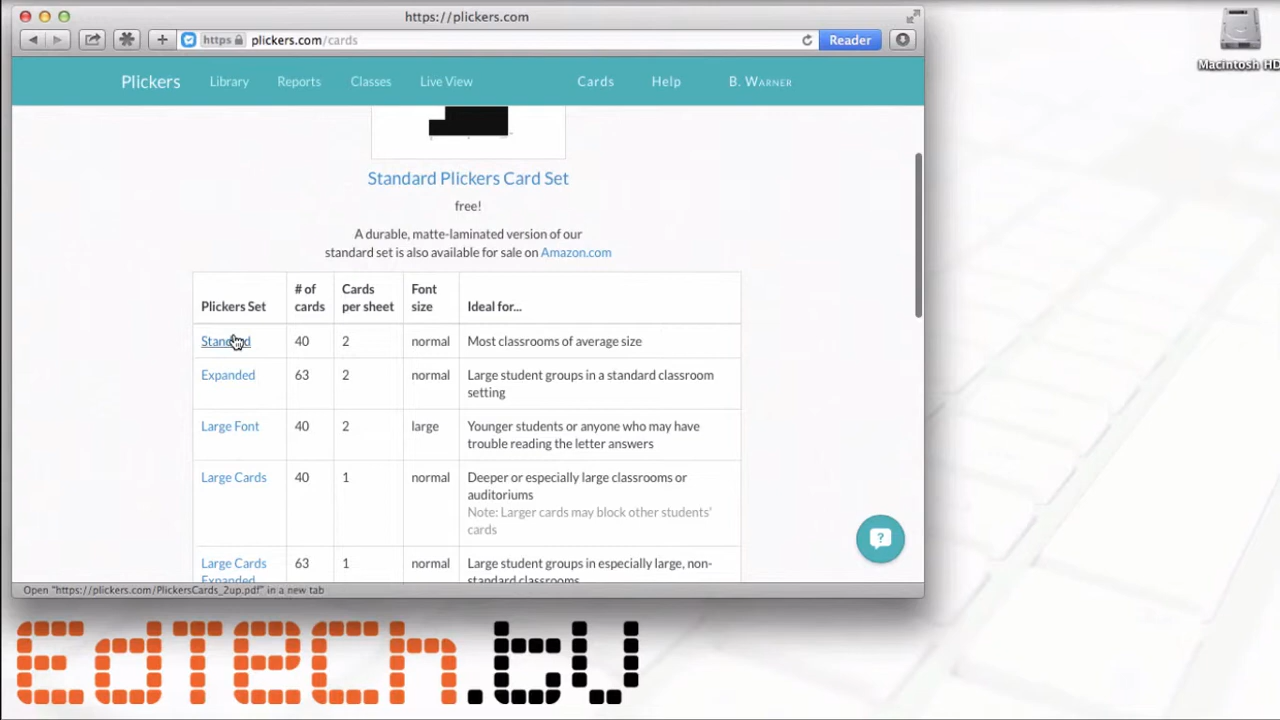 https://plickers.com
https plickers.com/cards Reader
Plickers Library Reports Classes Live View Cards Help B. Warner
Standard Plickers Card Set
free!
A durable, matte-laminated version of our
standard set is also available for sale on Amazon.com
Plickers Set # of cards Cards per sheet Font size Ideal for...
Standard 40 2 normal Most classrooms of average size
Expanded 63 2 normal Large student groups in a standard classroom
setting
Large Font 40 2 large Younger students or anyone who may have
trouble reading the letter answers
Large Cards 40 1 normal Deeper or especially large classrooms or
auditoriums
Note: Larger cards may block other students'
cards
Large Cards 63 1 normal Large student groups in especially large, non-
Expanded standard classrooms
Open "https://plickers.com/PlickersCards_2up.pdf" in a new tab
Macintosh HD
EdTech.tv